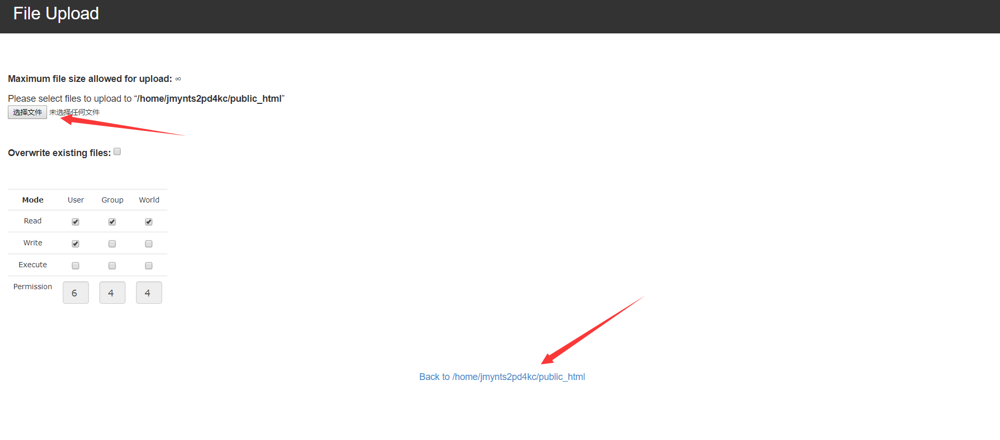 File Upload
Maximum file size allowed for upload: ∞
Please select files to upload to “/home/jmynts2pd4kc/public_html”
选择文件 未选择任何文件
Overwrite existing files:
Mode User Group World
Read
Write
Execute
Permission 6 4 4
Back to /home/jmynts2pd4kc/public_html